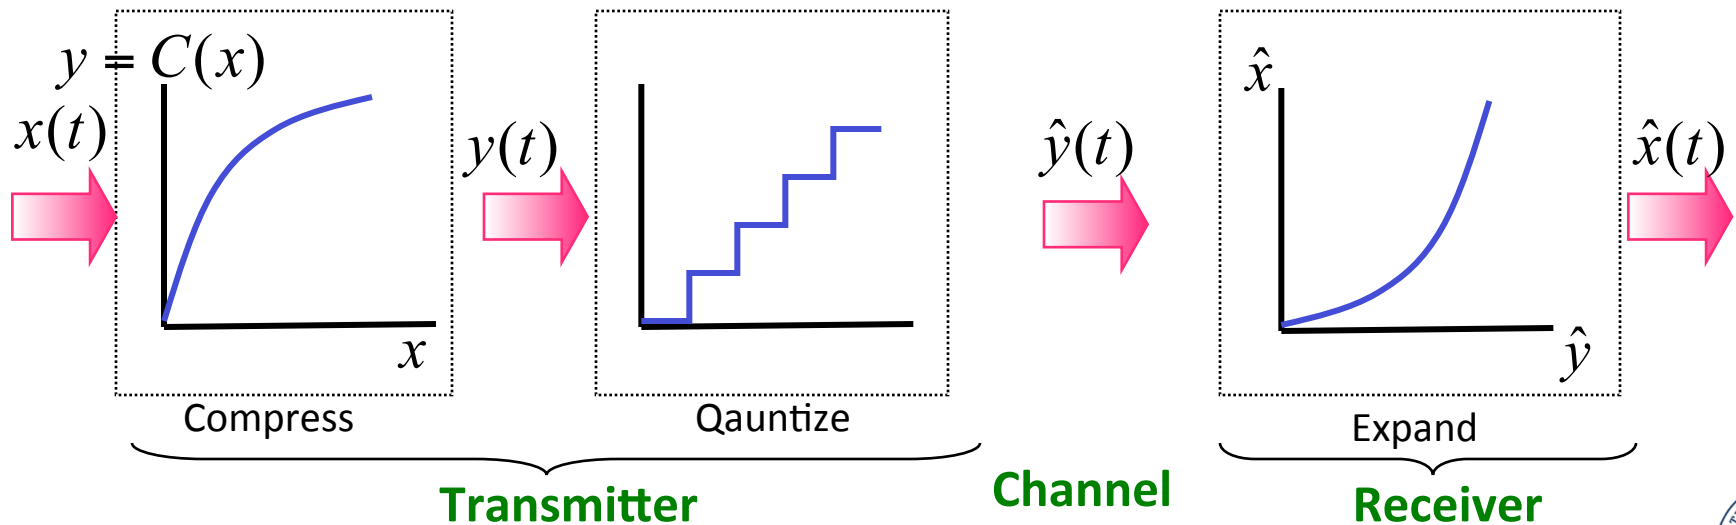 y = C(x)
x(t)
x
Compress
y(t)
Qauntize
Transmitter
ŷ(t)
Channel
x̂
ŷ
Expand
Receiver
x̂(t)